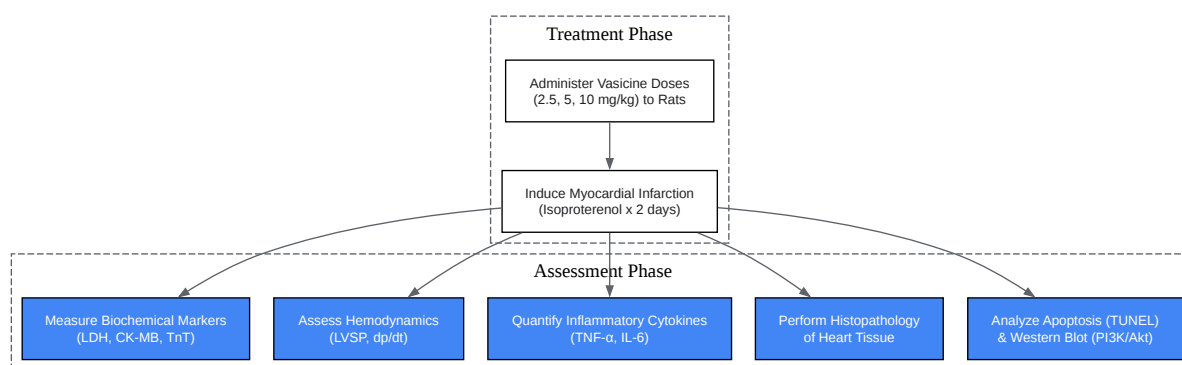 Treatment Phase
Administer Vasicine Doses
(2.5, 5, 10 mg/kg) to Rats
Induce Myocardial Infarction
(Isoproterenol x 2 days)
Assessment Phase
Measure Biochemical Markers
(LDH, CK-MB, TnT)
Assess Hemodynamics
(LVSP, dp/dt)
Quantify Inflammatory Cytokines
(TNF-α, IL-6)
Perform Histopathology
of Heart Tissue
Analyze Apoptosis (TUNEL)
& Western Blot (PI3K/Akt)